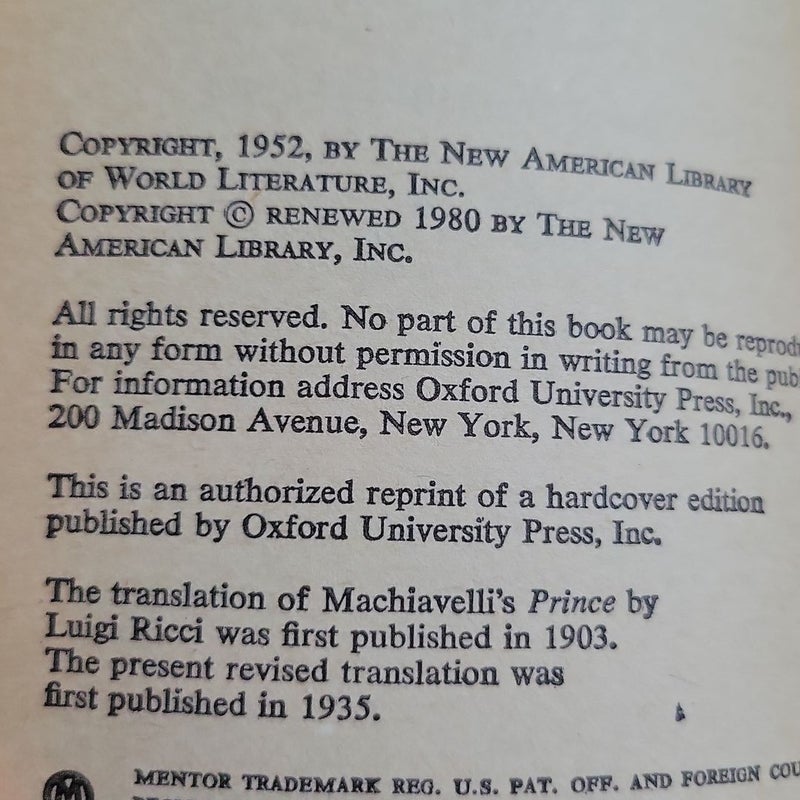 COPYRIGHT, 1952, BY THE NEW AMERICAN LIBRARY
OF WORLD LITERATURE, INC.
COPYRIGHT © RENEWED 1980 BY THE NEW
AMERICAN LIBRARY, INC.
All rights reserved. No part of this book may be reprodu
in any form without permission in writing from the pub
For information address Oxford University Press, Inc.,
200 Madison Avenue, New York, New York 10016.
This is an authorized reprint of a hardcover edition
published by Oxford University Press, Inc.
The translation of Machiavelli's Prince by
Luigi Ricci was first published in 1903.
The present revised translation was
first published in 1935.
MENTOR TRADEMARK REG. U.S. PAT. OFF. AND FOREIGN COU